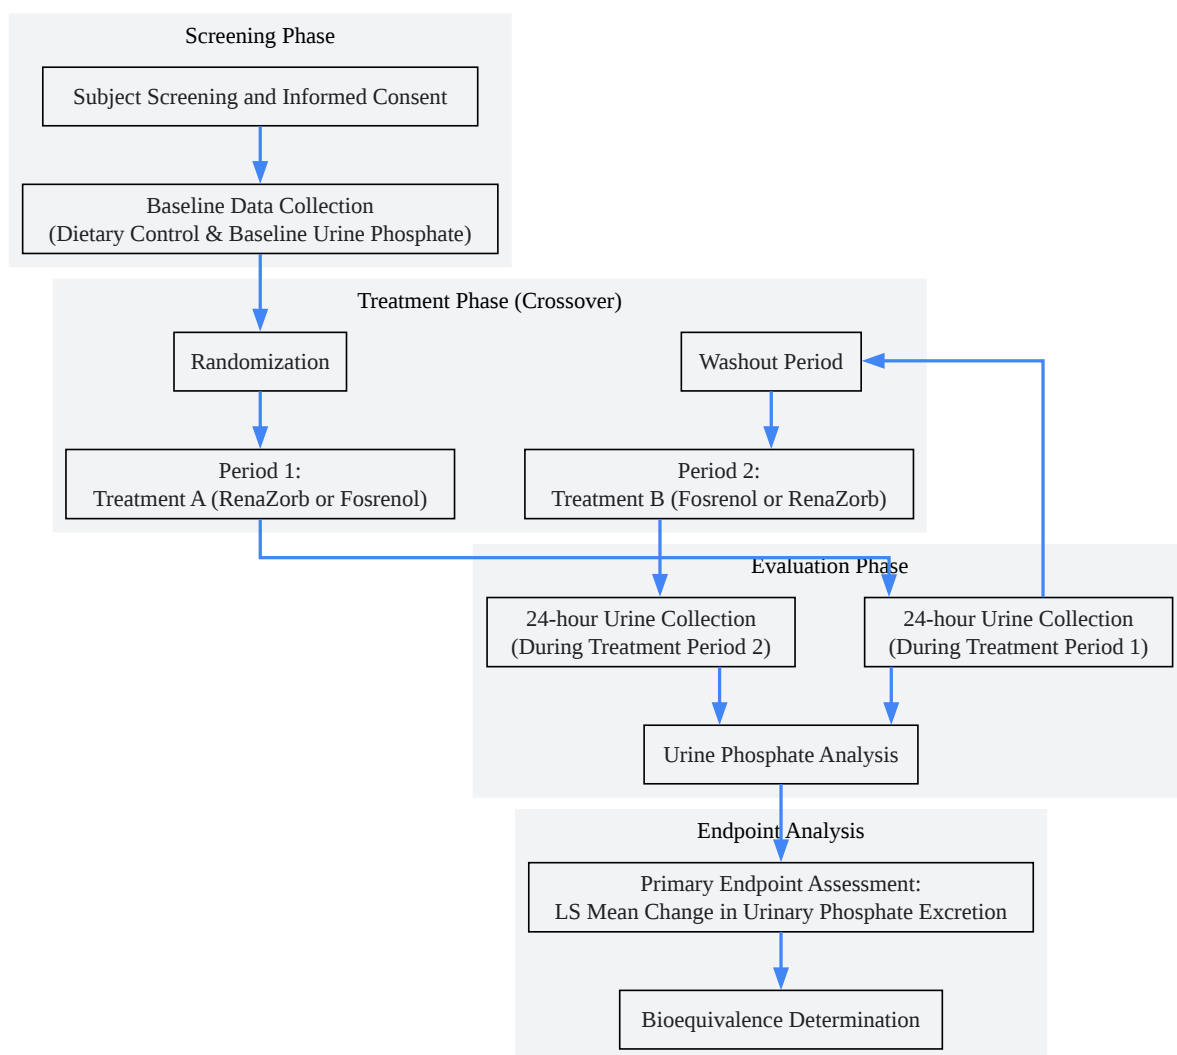 Screening Phase
Subject Screening and Informed Consent
Baseline Data Collection
(Dietary Control & Baseline Urine Phosphate)
Treatment Phase (Crossover)
Randomization
Washout Period
Period 1:
Treatment A (RenaZorb or Fosrenol)
Period 2:
Treatment B (Fosrenol or RenaZorb)
Evaluation Phase
24-hour Urine Collection
(During Treatment Period 2)
24-hour Urine Collection
(During Treatment Period 1)
Urine Phosphate Analysis
Endpoint Analysis
Primary Endpoint Assessment:
LS Mean Change in Urinary Phosphate Excretion
Bioequivalence Determination